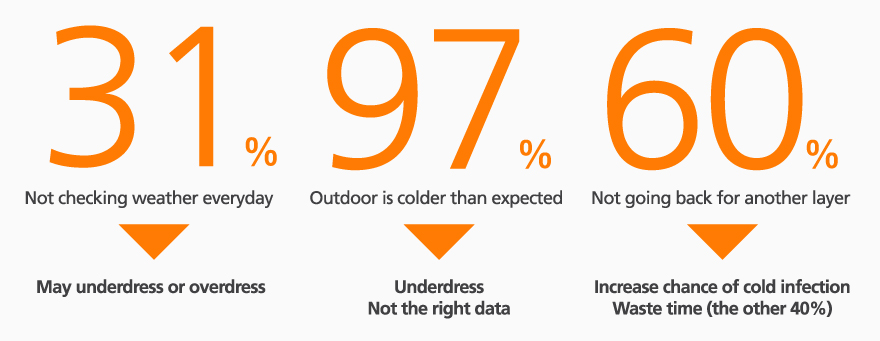 31% 97% 60%
Not checking weather everyday
Outdoor is colder than expected
Not going back for another layer
May underdress or overdress
Underdress
Not the right data
Increase chance of cold infection
Waste time (the other 40%)